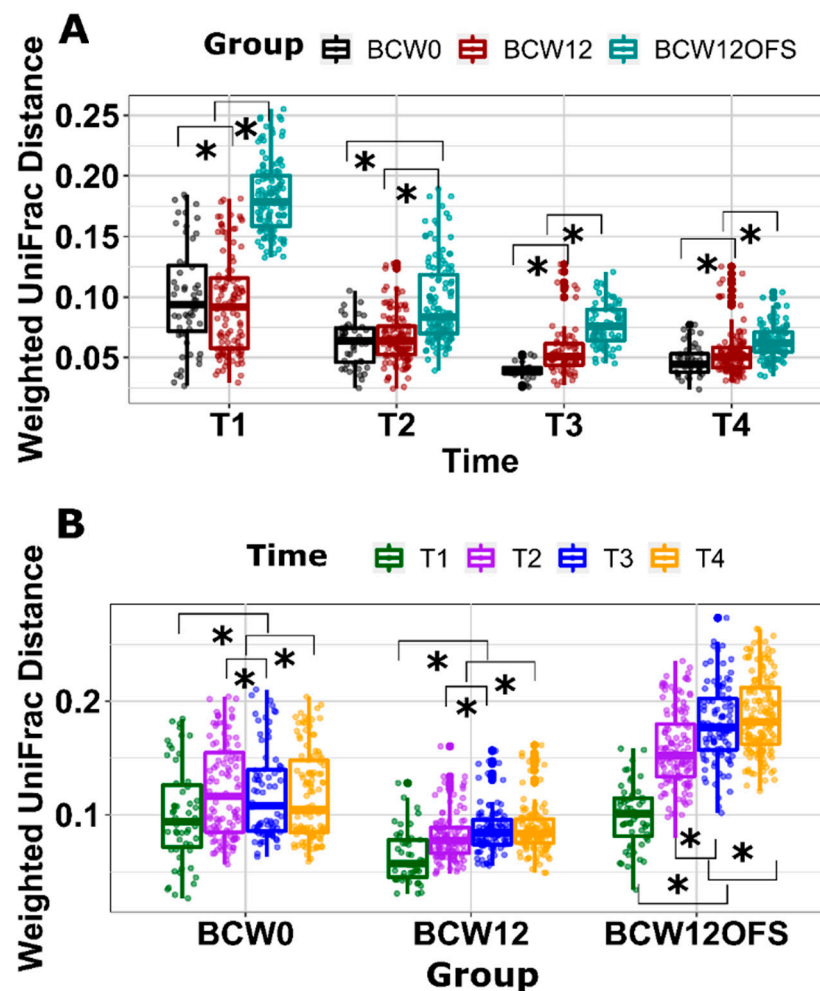 A
Group BCW0 BCW12 BCW12OFS
Weighted UniFrac Distance
0.25
0.20
0.15
0.10
0.05
* * * * * * * *
T1 T2 T3 T4
Time
B
Time T1 T2 T3 T4
Weighted UniFrac Distance
0.2
0.1
* * * * * * * * *
BCW0 BCW12 BCW12OFS
Group